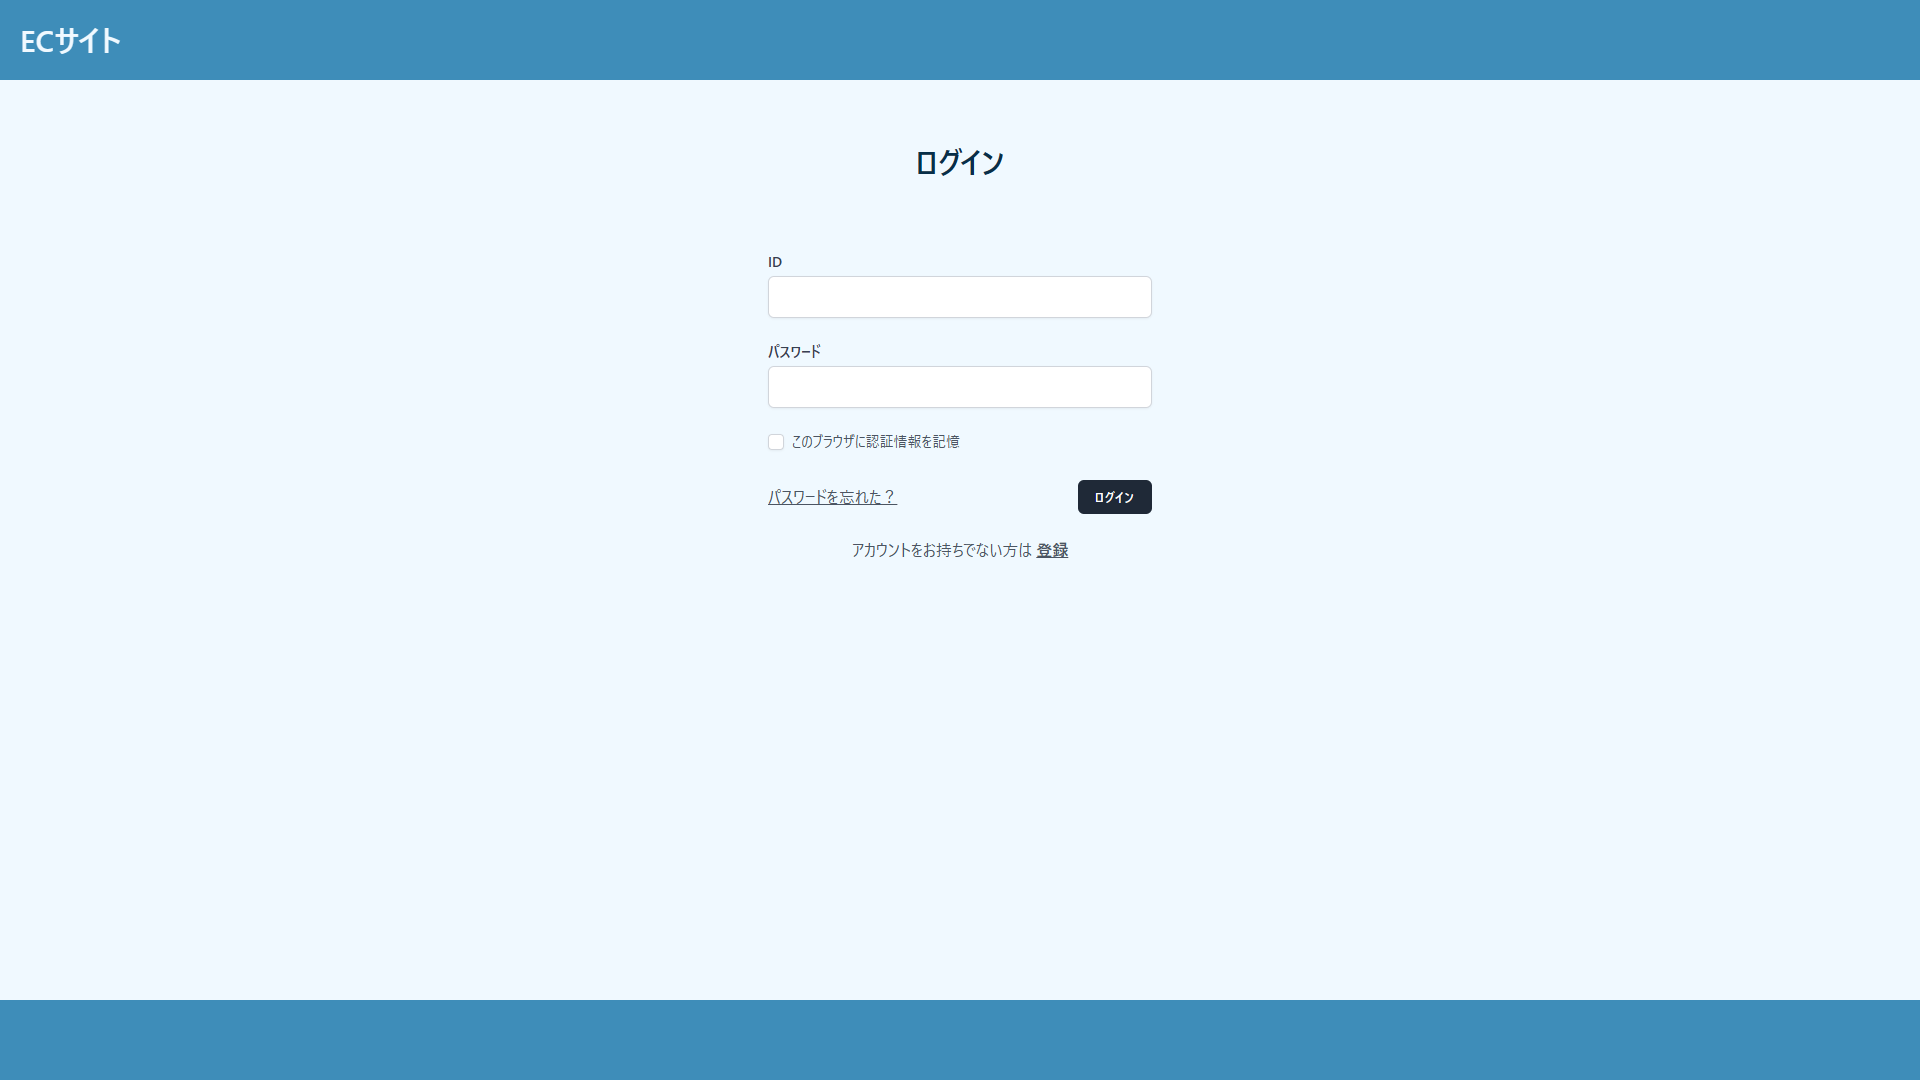 ECサイト
ログイン
ID
パスワード
このブラウザに認証情報を記憶
パスワードを忘れた？
ログイン
アカウントをお持ちでない方は 登録